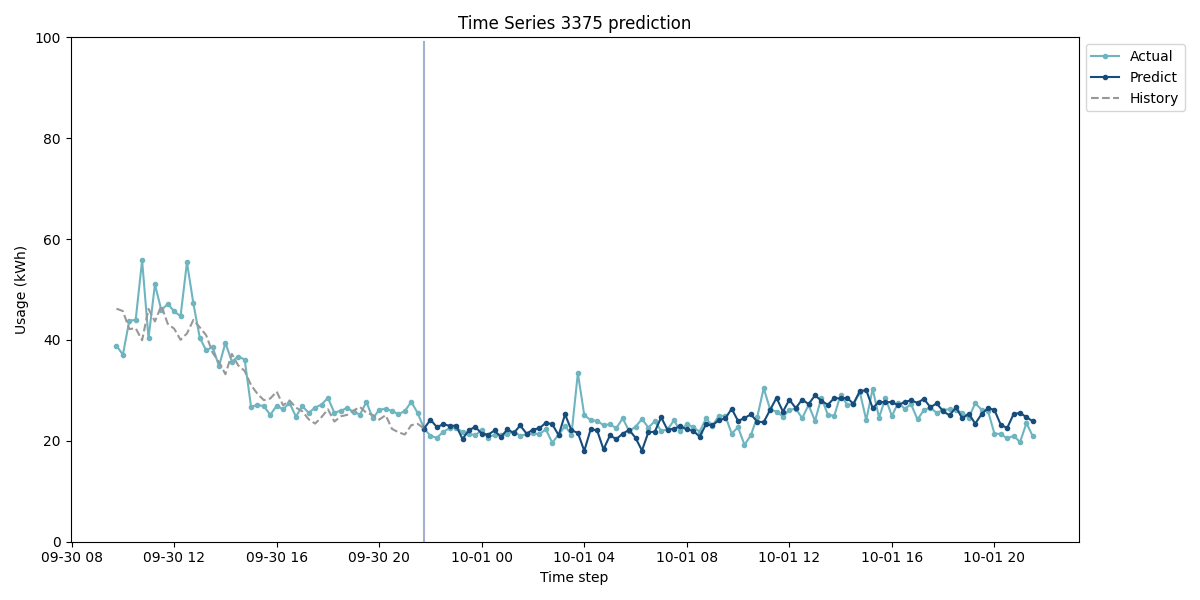 Time Series 3375 prediction
Usage (kWh)
100
80
60
40
20
0
09-30 08
09-30 12
09-30 16
09-30 20
10-01 00
10-01 04
10-01 08
10-01 12
10-01 16
10-01 20
Time step
Actual
Predict
History